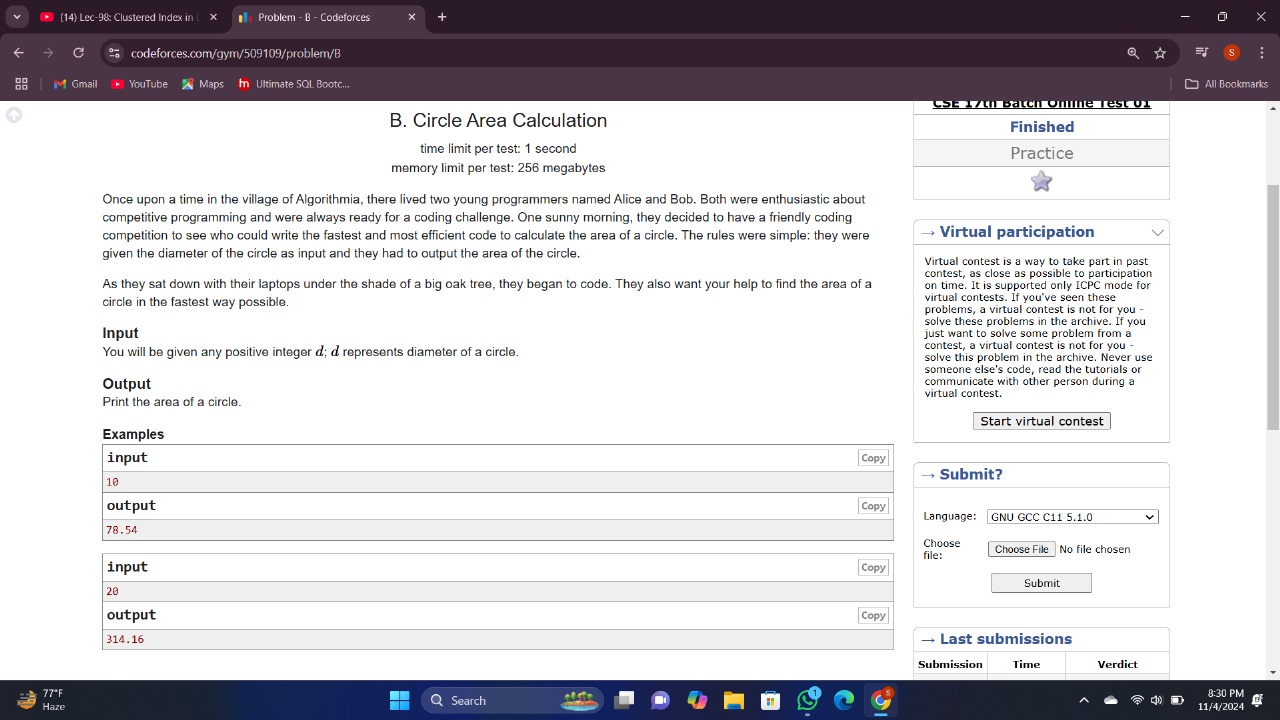 (14) Lec-98: Clustered Index in
Problem - B - Codeforces
codeforces.com/gym/509109/problem/B
S
Gmail
YouTube
Maps
Ultimate SQL Bootc...
All Bookmarks
B. Circle Area Calculation
time limit per test: 1 second
memory limit per test: 256 megabytes
Once upon a time in the village of Algorithmia, there lived two young programmers named Alice and Bob. Both were enthusiastic about
competitive programming and were always ready for a coding challenge. One sunny morning, they decided to have a friendly coding
competition to see who could write the fastest and most efficient code to calculate the area of a circle. The rules were simple: they were
given the diameter of the circle as input and they had to output the area of the circle.
As they sat down with their laptops under the shade of a big oak tree, they began to code. They also want your help to find the area of a
circle in the fastest way possible.
Input
You will be given any positive integer d; d represents diameter of a circle.
Output
Print the area of a circle.
Examples
input
Copy
10
output
Copy
78.54
input
Copy
20
output
Copy
314.16
CSE 17th Batch Online Test 01
Finished
Practice
→ Virtual participation
Virtual contest is a way to take part in past
contest, as close as possible to participation
on time. It is supported only ICPC mode for
virtual contests. If you've seen these
problems, a virtual contest is not for you -
solve these problems in the archive. If you
just want to solve some problem from a
contest, a virtual contest is not for you -
solve this problem in the archive. Never use
someone else's code, read the tutorials or
communicate with other person during a
virtual contest.
Start virtual contest
→ Submit?
Language: GNU GCC C11 5.1.0
Choose
file:
Choose File No file chosen
Submit
→ Last submissions
Submission Time Verdict
77°F
Haze
Search
1
S
8:30 PM
11/4/2024